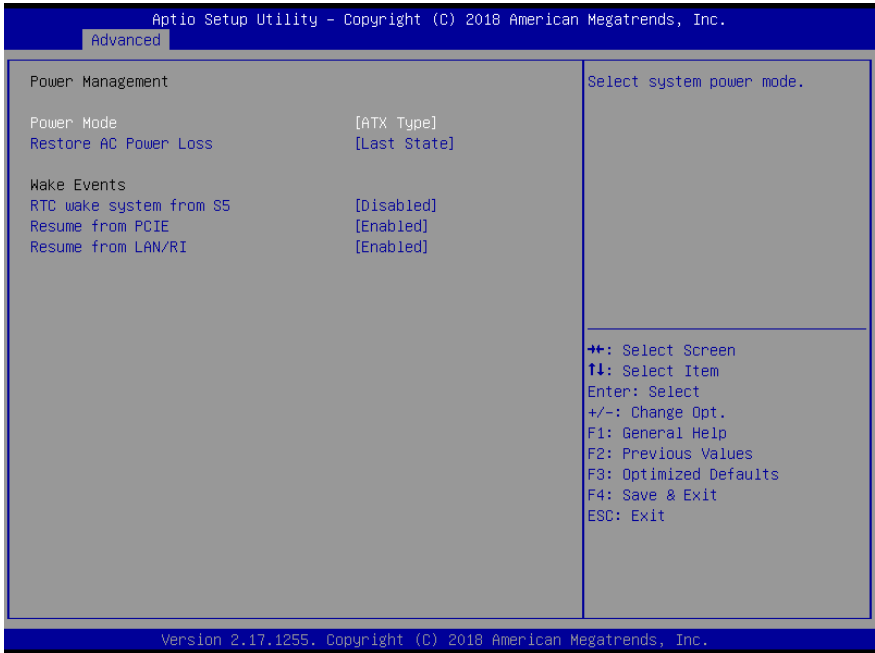 Aptio Setup Utility – Copyright (C) 2018 American Megatrends, Inc.
Advanced
Power Management
Power Mode [ATX Type]
Restore AC Power Loss [Last State]
Wake Events
RTC wake system from S5 [Disabled]
Resume from PCIE [Enabled]
Resume from LAN/RI [Enabled]
Select system power mode.
→←: Select Screen
↑↓: Select Item
Enter: Select
+/-: Change Opt.
F1: General Help
F2: Previous Values
F3: Optimized Defaults
F4: Save & Exit
ESC: Exit
Version 2.17.1255. Copyright (C) 2018 American Megatrends, Inc.